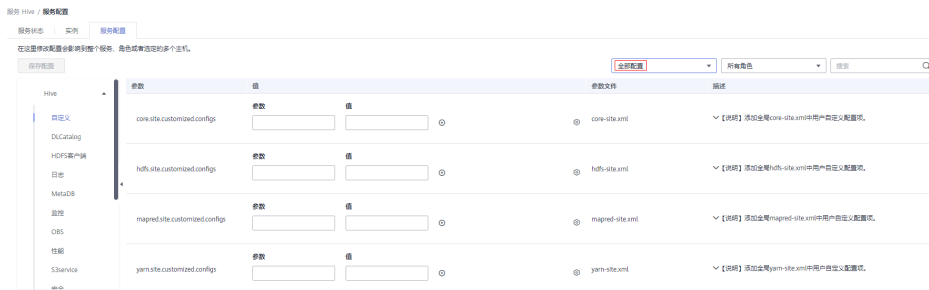 服务 Hive / 服务配置
服务状态 实例 服务配置
在这里修改配置会影响到整个服务、角色或者选定的多个主机。
保存配置 全部配置 所有角色 搜索
参数 值 参数文件 描述
Hive
自定义
DLCatalog
HDFS客户端
日志
MetaDB
监控
OBS
性能
S3service
安全
参数 值
core.site.customized.configs core-site.xml 【说明】添加全局core-site.xml中用户自定义配置项。
参数 值
hdfs.site.customized.configs hdfs-site.xml 【说明】添加全局hdfs-site.xml中用户自定义配置项。
参数 值
mapred.site.customized.configs mapred-site.xml 【说明】添加全局mapred-site.xml中用户自定义配置项。
参数 值
yarn.site.customized.configs yarn-site.xml 【说明】添加全局yarn-site.xml中用户自定义配置项。